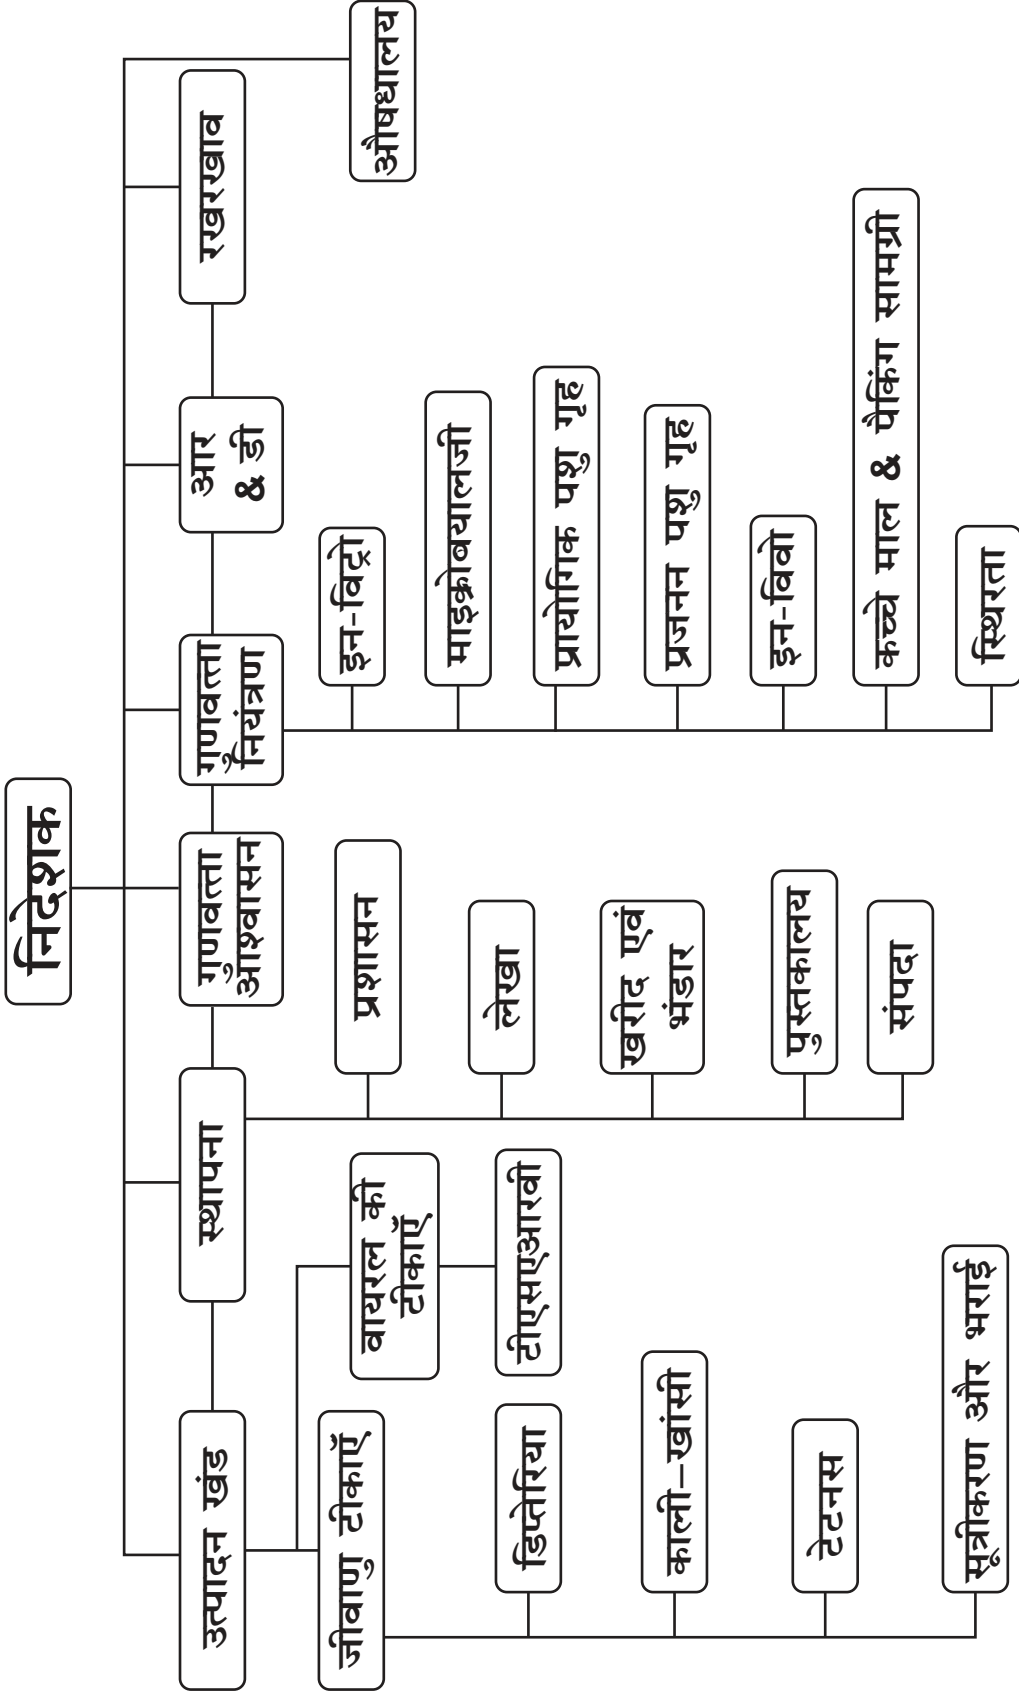 निदेशक
उत्पादन खंड
स्थापना
गुणवत्ता
आश्वासन
गुणवत्ता
नियंत्रण
आर
& डी
रखरखाव
औषधालय
जीवाणु टीकाएँ
वायरल की
टीकाएँ
डिप्तीरिया
काली-खांसी
टेटनस
सूत्रीकरण और भराई
टीएमएआरवी
प्रशासन
लेखा
खरीद एवं
भंडार
पुस्तकालय
संपदा
इन-विट्रो
माइक्रोबयालजी
प्रायोगिक पशु गृह
प्रजनन पशु गृह
इन-विवो
कच्चे माल & पैकिंग सामग्री
स्थिरता